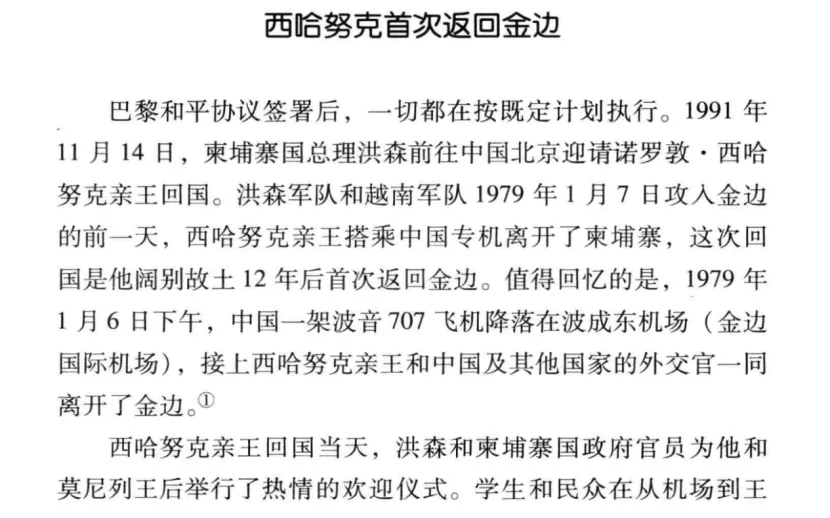 西哈努克首次返回金边
巴黎和平协议签署后，一切都在按既定计划执行。1991 年
11 月 14 日，柬埔寨国总理洪森前往中国北京迎请诺罗敦·西哈
努克亲王回国。洪森军队和越南军队 1979 年 1 月 7 日攻入金边
的前一天，西哈努克亲王搭乘中国专机离开了柬埔寨，这次回
国是他阔别故土 12 年后首次返回金边。值得回忆的是，1979 年
1 月 6 日下午，中国一架波音 707 飞机降落在波成东机场（金边
国际机场），接上西哈努克亲王和中国及其他国家的外交官一同
离开了金边。①
西哈努克亲王回国当天，洪森和柬埔寨国政府官员为他和
莫尼列王后举行了热情的欢迎仪式。学生和民众在从机场到王